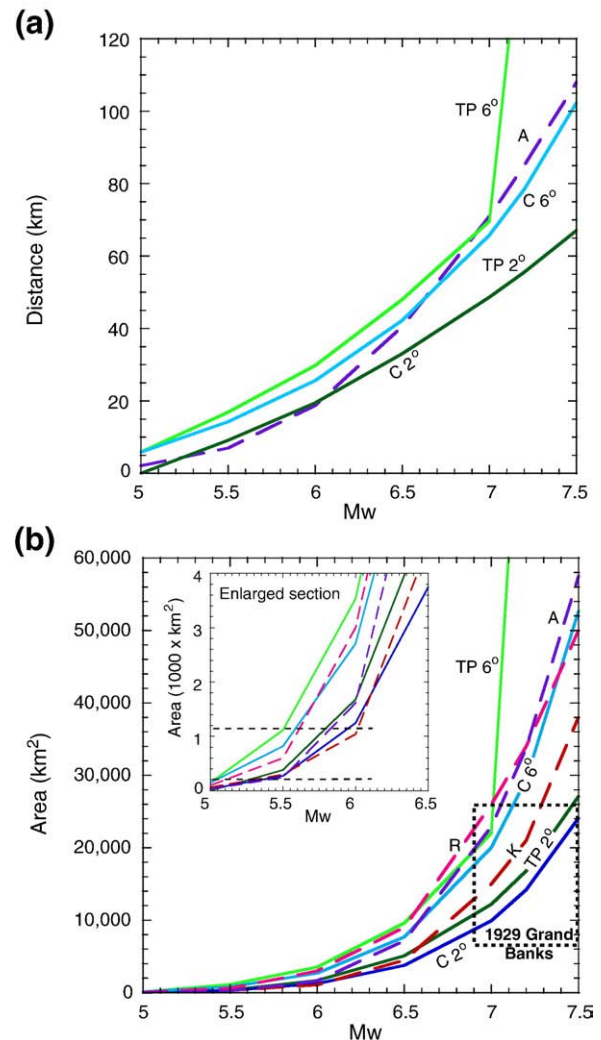 (a)
120
100
80
60
40
20
0
Distance (km)
TP 6°
A
C 6°
TP 2°
C 2°
5 5.5 6 6.5 7 7.5
Mw
(b)
60,000
50,000
40,000
30,000
20,000
10,000
0
Area (km²)
Enlarged section
4
3
2
1
0
Area (1000 x km²)
5 5.5 6 6.5
Mw
A
TP 6°
C 6°
R
K
TP 2°
C 2°
1929 Grand
Banks
5 5.5 6 6.5 7 7.5
Mw